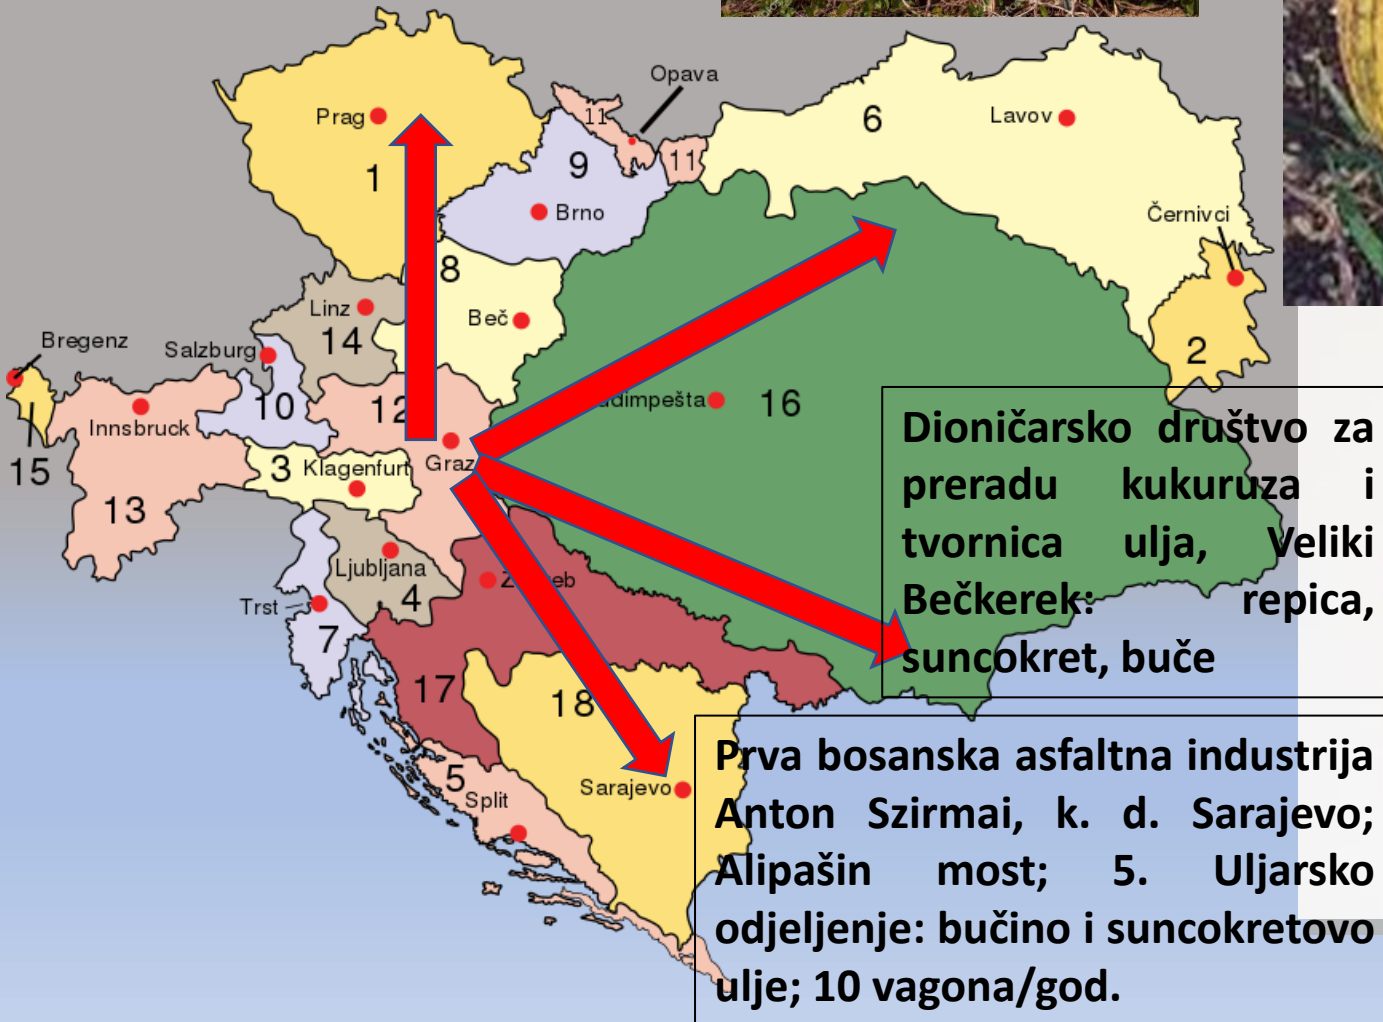 Opava
Prag
1
11
9
11
6
Lavov
Brno
Černivci
8
Linz
14
Beč
2
Bregenz
Salzburg
15
Innsbruck
10
12
dimpešta
16
13
3
Klagenfurt
Graz
Ljubljana
4
Z eb
Trst
7
17
18
5
Split
Sarajevo
Dioničarsko društvo za
preradu kukuruza i
tvornica ulja, Veliki
Bečkerek: repica,
suncokret, buče
Prva bosanska asfaltna industrija
Anton Szirmai, k. d. Sarajevo;
Alipašin most; 5. Uljarsko
odjeljenje: bučino i suncokretovo
ulje; 10 vagona/god.